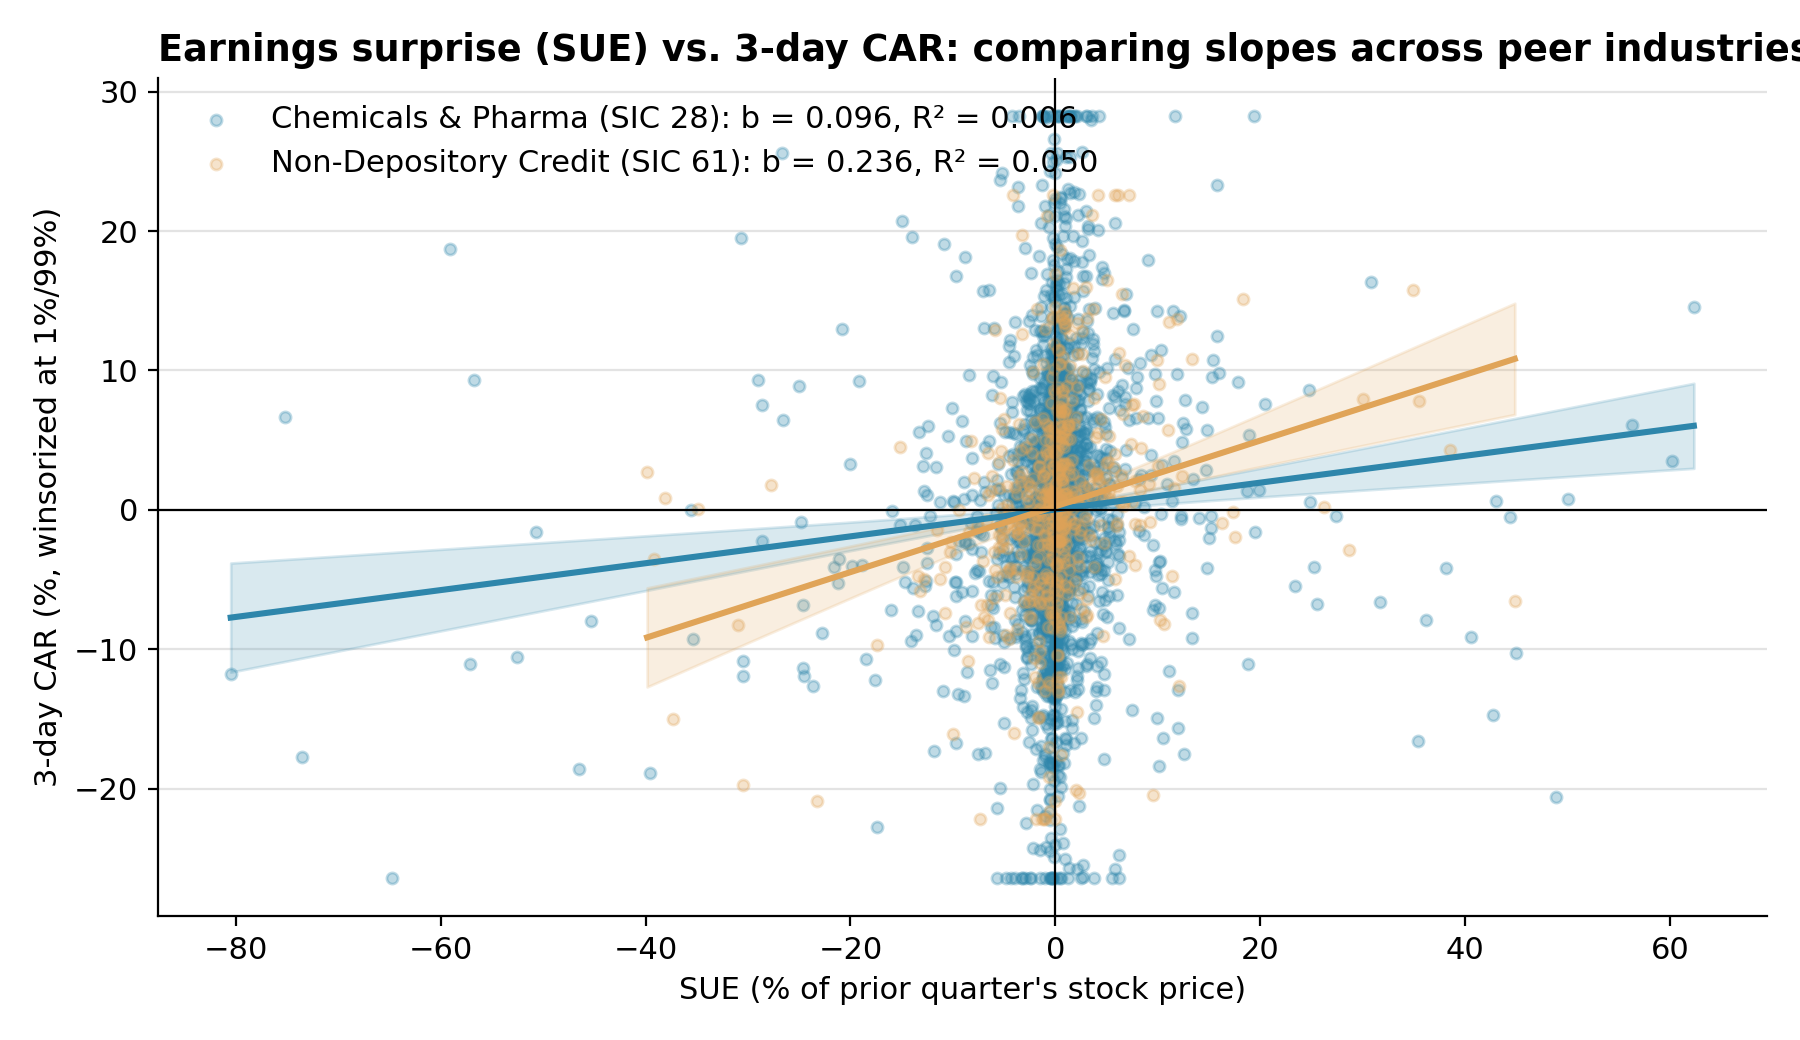 Earnings surprise (SUE) vs. 3-day CAR: comparing slopes across peer industries
Chemicals & Pharma (SIC 28): b = 0.096, R² = 0.006
Non-Depository Credit (SIC 61): b = 0.236, R² = 0.050
3-day CAR (%, winsorized at 1%/99%)
30
20
10
0
−10
−20
−80
−60
−40
−20
0
20
40
60
SUE (% of prior quarter's stock price)